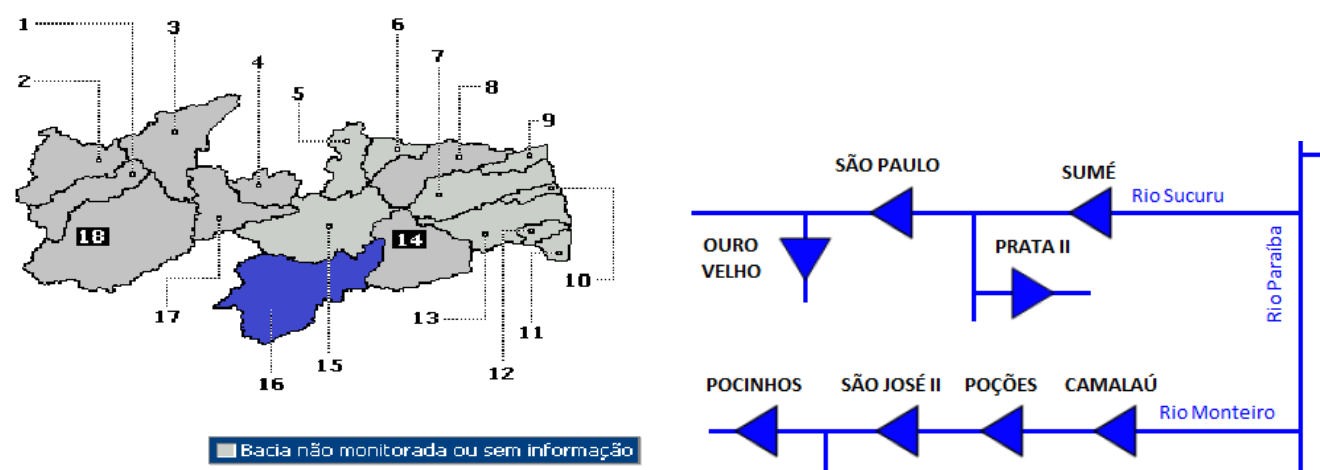 1
2
3
4
5
6
7
8
9
10
11
12
13
14
15
16
17
18
Bacia não monitorada ou sem informação
SÃO PAULO
SUMÉ
Rio Sucuru
OURO
VELHO
PRATA II
Rio Paraíba
POCINHOS
SÃO JOSÉ II
POÇÕES
CAMALAÚ
Rio Monteiro